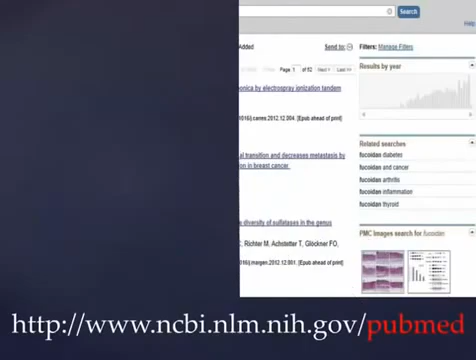 Search
Help
Added
Send to:
Filters: Manage Filters
Page 1 of 52 Next > Last >>
Results by year
onica by electrospray ionization tandem
016/j.carres.2012.12.004. [Epub ahead of print]
Related searches
fucoidan diabetes
fucoidan and cancer
fucoidan arthritis
fucoidan inflammation
fucoidan thyroid
al transition and decreases metastasis by
on in breast cancer.
e diversity of sulfatases in the genus
C, Richter M, Achstetter T, Glöckner FO,
016/j.margen.2012.12.001. [Epub ahead of print]
PMC Images search for fucoidan
http://www.ncbi.nlm.nih.gov/pubmed